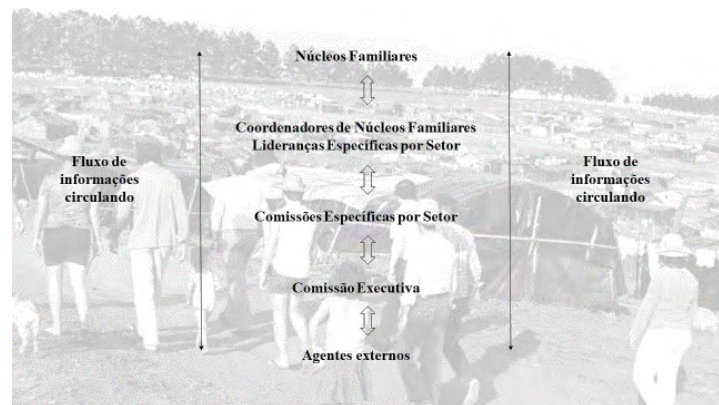 Núcleos Familiares
Coordenadores de Núcleos Familiares
Lideranças Específicas por Setor
Fluxo de
informações
circulando
Fluxo de
informações
circulando
Comissões Específicas por Setor
Comissão Executiva
Agentes externos